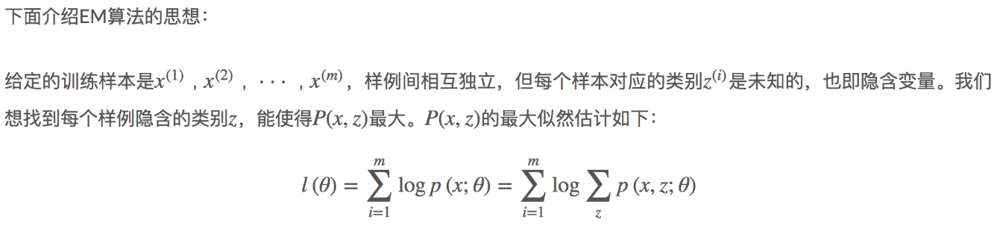 下面介绍EM算法的思想：
给定的训练样本是x^{(1)} , x^{(2)} , ··· , x^{(m)}，样例间相互独立，但每个样本对应的类别z^{(i)}是未知的，也即隐含变量。我们
想找到每个样例隐含的类别z，能使得P(x, z)最大。P(x, z)的最大似然估计如下：
l (θ) = \sum_{i=1}^{m} log p (x; θ) = \sum_{i=1}^{m} log \sum_{z} p (x, z; θ)